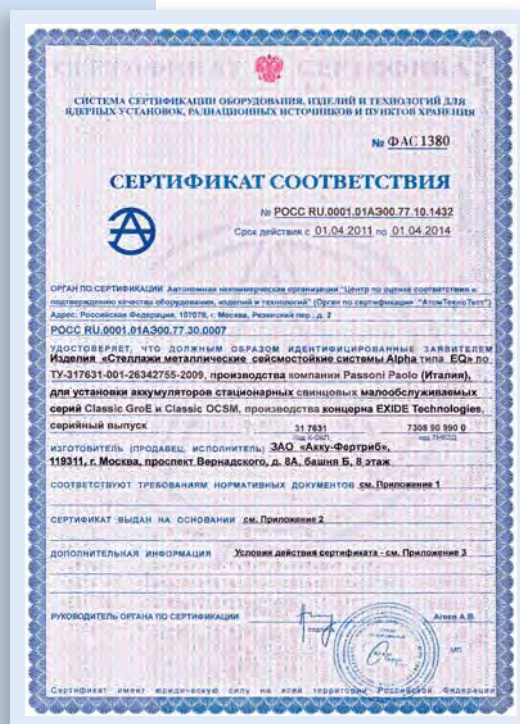 СИСТЕМА СЕРТИФИКАЦИИ ОБОРУДОВАНИЯ, ИЗДЕЛИЙ И ТЕХНОЛОГИЙ ДЛЯ
ЯДЕРНЫХ УСТАНОВОК, РАДИАЦИОННЫХ ИСТОЧНИКОВ И ПУНКТОВ ХРАНЕНИЯ
№ ФАС 1380
СЕРТИФИКАТ СООТВЕТСТВИЯ
№ РОСС RU.0001.01АЭ00.77.10.1432
Срок действия с 01.04.2011 по 01.04.2014
ОРГАН ПО СЕРТИФИКАЦИИ Автономная некоммерческая организация "Центр по оценке соответствия и
подтверждению качества оборудования, изделий и технологий" (Орган по сертификации "АтомТехноТест")
Адрес: Российская Федерация, 107078, г. Москва, Рязанский пер., д. 2
РОСС RU.0001.01АЭ00.77.30.0007
УДОСТОВЕРЯЕТ, ЧТО ДОЛЖНЫМ ОБРАЗОМ ИДЕНТИФИЦИРОВАННЫЕ ЗАЯВИТЕЛЕМ
Изделия «Стеллажи металлические сейсмостойкие системы Alpha типа EQ» по
ТУ-317631-001-26342755-2009, производства компании Passoni Paolo (Италия),
для установки аккумуляторов стационарных свинцовых малообслуживаемых
серий Classic GroE и Classic OCSM, производства концерна EXIDE Technologies,
серийный выпуск 31 7631 7308 90 990 0
код К-ОКП код ТНВЭД
ИЗГОТОВИТЕЛЬ (ПРОДАВЕЦ, ИСПОЛНИТЕЛЬ) ЗАО «Акку-Фертриб»,
119311, г. Москва, проспект Вернадского, д. 8А, башня Б, 8 этаж
СООТВЕТСТВУЮТ ТРЕБОВАНИЯМ НОРМАТИВНЫХ ДОКУМЕНТОВ см. Приложение 1
СЕРТИФИКАТ ВЫДАН НА ОСНОВАНИИ см. Приложение 2
ДОПОЛНИТЕЛЬНАЯ ИНФОРМАЦИЯ Условия действия сертификата - см. Приложение 3
РУКОВОДИТЕЛЬ ОРГАНА ПО СЕРТИФИКАЦИИ Агеев А.В.
МП
Сертификат имеет юридическую силу на всей территории Российской Федерации